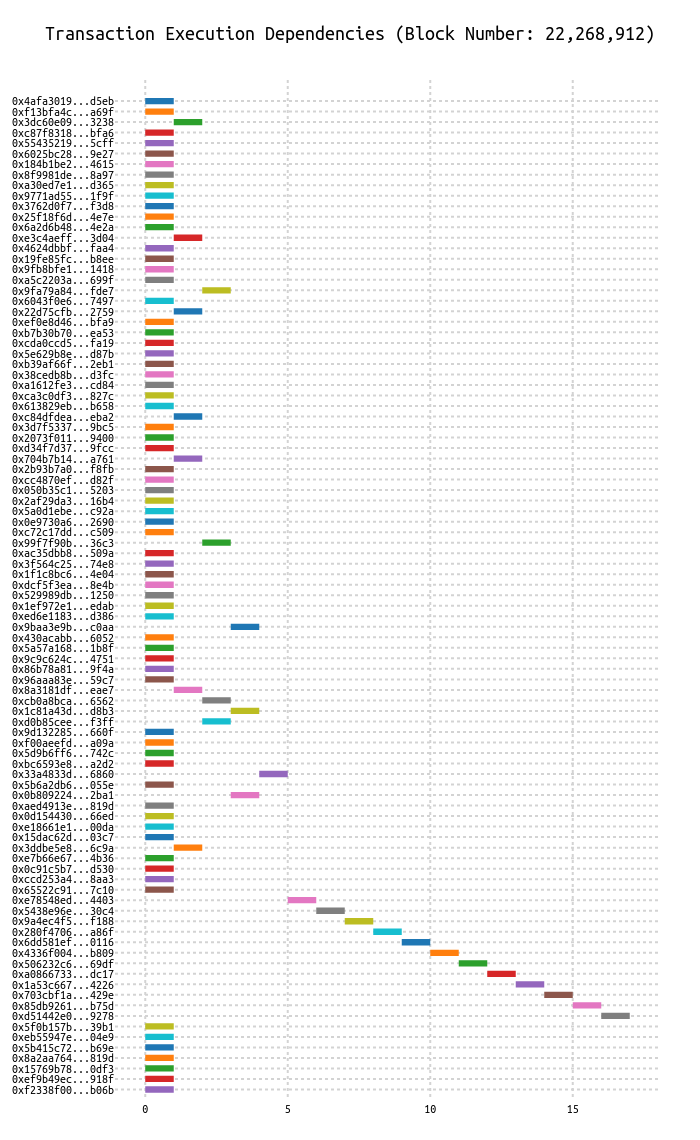 Transaction Execution Dependencies (Block Number: 22,268,912)
0x4afa3019...d5eb
0xf13bfa4c...a69f
0x3dc60e09...3238
0xc87f8318...bfa6
0x55435219...5cff
0x6025bc28...9e27
0x184b1be2...4615
0x8f9981de...8a97
0xa30ed7e1...d365
0x9771ad55...1f9f
0x3762d0f7...f3d8
0x25f18f6d...4e7e
0x6a2d6b48...4e2a
0xe3c4aeff...3d04
0x4624dbbf...faa4
0x19fe85fc...b8ee
0x9fb8bfe1...1418
0xa5c2203a...699f
0x9fa79a84...fde7
0x6043f0e6...7497
0x22d75cfb...2759
0xef0e8d46...bfa9
0xb7b30b70...ea53
0xcda0ccd5...fa19
0x5e629b8e...d87b
0xb39af66f...2eb1
0x38cedb8b...d3fc
0xa1612fe3...cd84
0xca3c0df3...827c
0x613829eb...b658
0xc84dfdea...eba2
0x3d7f5337...9bc5
0x2073f011...9400
0xd34f7d37...9fcc
0x704b7b14...a761
0x2b93b7a0...f8fb
0xcc4870ef...d82f
0x050b35c1...5203
0x2af29da3...16b4
0x5a0d1ebe...c92a
0x0e9730a6...2690
0xc72c17dd...c509
0x99f7f90b...36c3
0xac35dbb8...509a
0x3f564c25...74e8
0x1f1c8bc6...4e04
0xdcf5f3ea...8e4b
0x529989db...1250
0x1ef972e1...edab
0xed6e1183...d386
0x9baa3e9b...c0aa
0x430acabb...6052
0x5a57a168...1b8f
0x9c9c624c...4751
0x86b78a81...9f4a
0x96aaa83e...59c7
0x8a3181df...eae7
0xcb0a8bca...6562
0x1c81a43d...d8b3
0xd0b85cee...f3ff
0x9d132285...660f
0xf00aeefd...a09a
0x5d9b6ff6...742c
0xbc6593e8...a2d2
0x33a4833d...6860
0x5b6a2db6...055e
0x0b809224...2ba1
0xaed4913e...819d
0x0d154430...66ed
0xe18661e1...00da
0x15dac62d...03c7
0x3ddbe5e8...6c9a
0xe7b66e67...4b36
0x0c91c5b7...d530
0xccd253a4...8aa3
0x65522c91...7c10
0xe78548ed...4403
0x5438e96e...30c4
0x9a4ec4f5...f188
0x280f4706...a86f
0x6dd581ef...0116
0x4336f004...b809
0x506232c6...69df
0xa0866733...dc17
0x1a53c667...4226
0x703cbf1a...429e
0x85db9261...b75d
0xd51442e0...9278
0x5f0b157b...39b1
0xeb55947e...04e9
0x5b415c72...b69e
0x8a2aa764...819d
0x15769b78...0df3
0xef9b49ec...918f
0xf2338f00...b06b
0 5 10 15